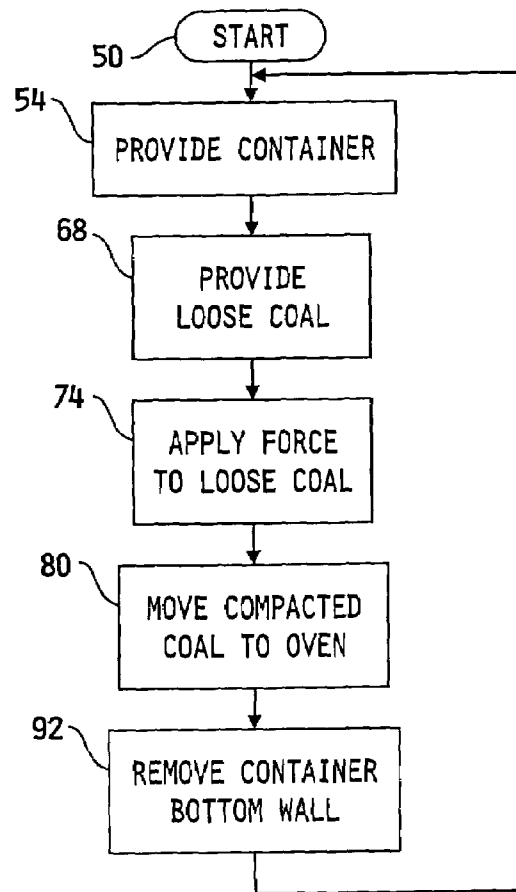 START
50
54
PROVIDE CONTAINER
68
PROVIDE
LOOSE COAL
74
APPLY FORCE
TO LOOSE COAL
80
MOVE COMPACTED
COAL TO OVEN
92
REMOVE CONTAINER
BOTTOM WALL